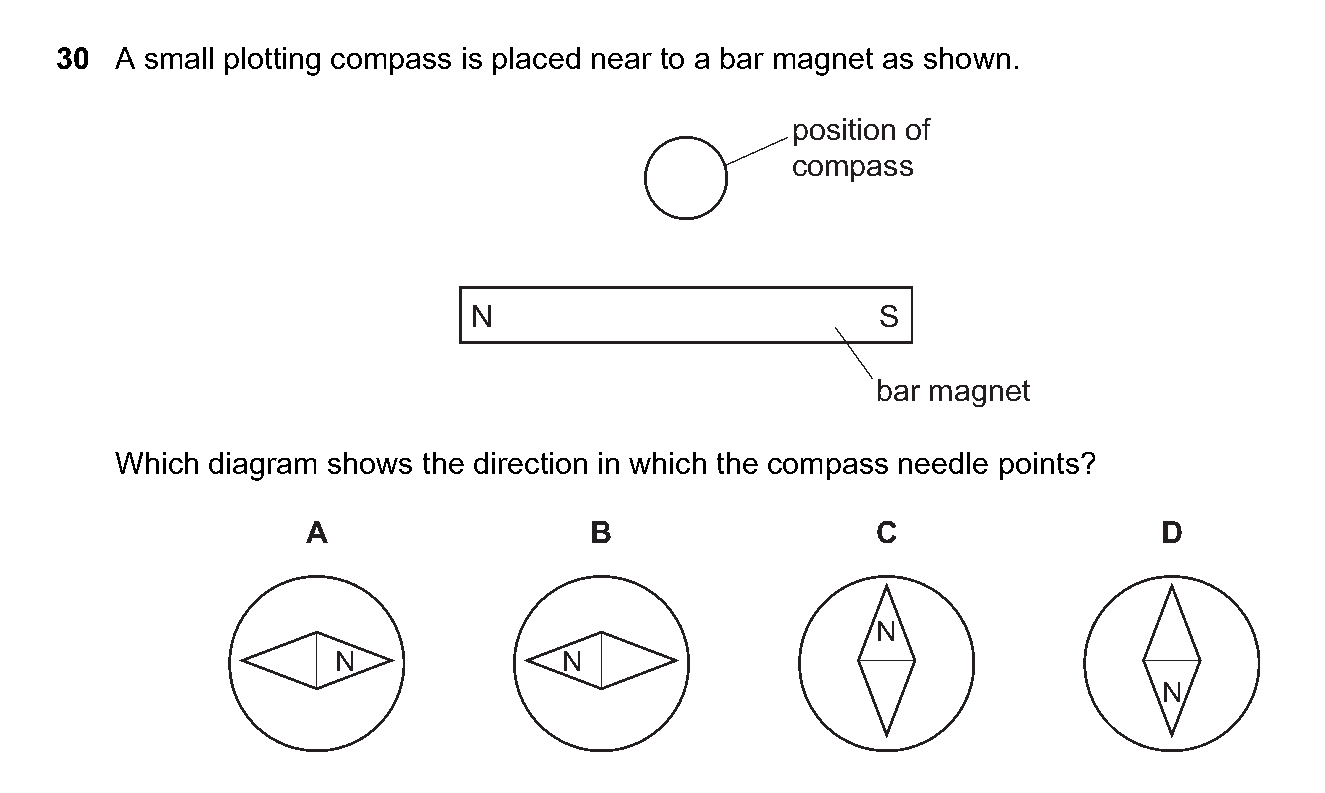 30 A small plotting compass is placed near to a bar magnet as shown.
position of
compass
N S
bar magnet
Which diagram shows the direction in which the compass needle points?
A B C D
N N N N